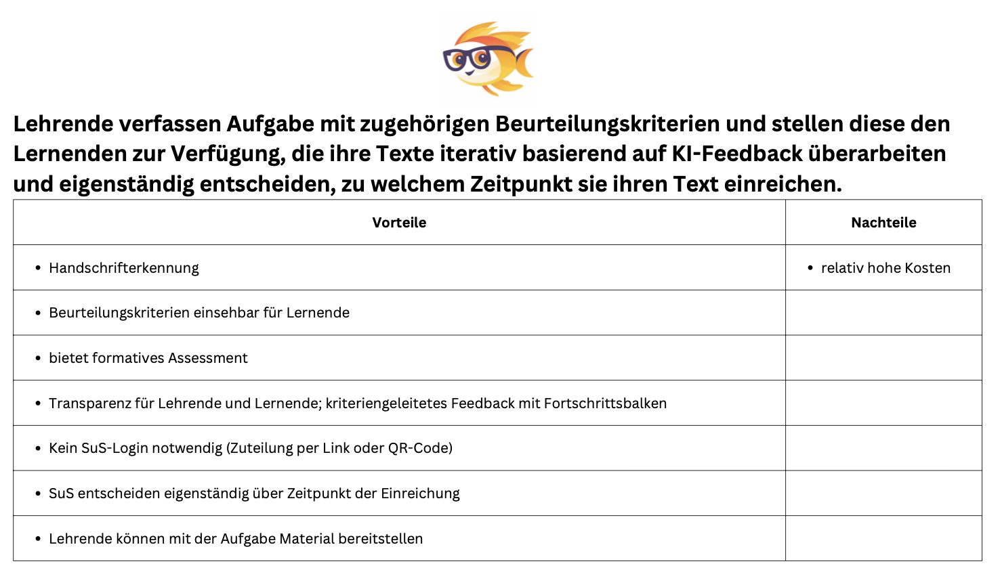 Lehrende verfassen Aufgabe mit zugehörigen Beurteilungskriterien und stellen diese den
Lernenden zur Verfügung, die ihre Texte iterativ basierend auf KI-Feedback überarbeiten
und eigenständig entscheiden, zu welchem Zeitpunkt sie ihren Text einreichen.
Vorteile Nachteile
• Handschrifterkennung • relativ hohe Kosten
• Beurteilungskriterien einsehbar für Lernende
• bietet formatives Assessment
• Transparenz für Lehrende und Lernende; kriteriengeleitetes Feedback mit Fortschrittsbalken
• Kein SuS-Login notwendig (Zuteilung per Link oder QR-Code)
• SuS entscheiden eigenständig über Zeitpunkt der Einreichung
• Lehrende können mit der Aufgabe Material bereitstellen